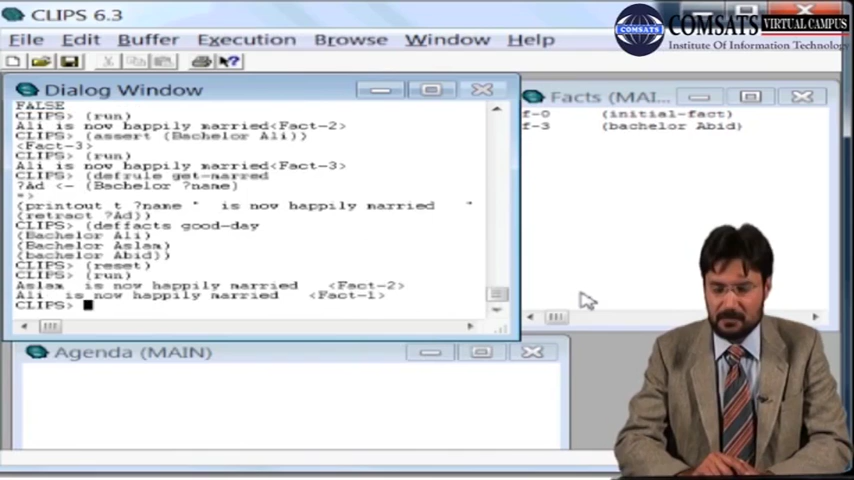 CLIPS 6.3
COMSATS VIRTUAL CAMPUS
Institute Of Information Technology
File Edit Buffer Execution Browse Window Help
Dialog Window
FALSE
CLIPS> (run)
Ali is now happily married<Fact-2>
CLIPS> (assert (Bachelor Ali))
<Fact-3>
CLIPS> (run)
Ali is now happily married<Fact-3>
CLIPS> (defrule get-marred
?Ad <- (Bachelor ?name)
=>
(printout t ?name " is now happily married "
(retract ?Ad))
CLIPS> (deffacts good-day
(Bachelor Ali)
(Bachelor Aslam)
(bachelor Abid))
CLIPS> (reset)
CLIPS> (run)
Aslam is now happily married <Fact-2>
Ali is now happily married <Fact-1>
CLIPS>
Facts (MAI...
f-0 (initial-fact)
f-3 (bachelor Abid)
Agenda (MAIN)